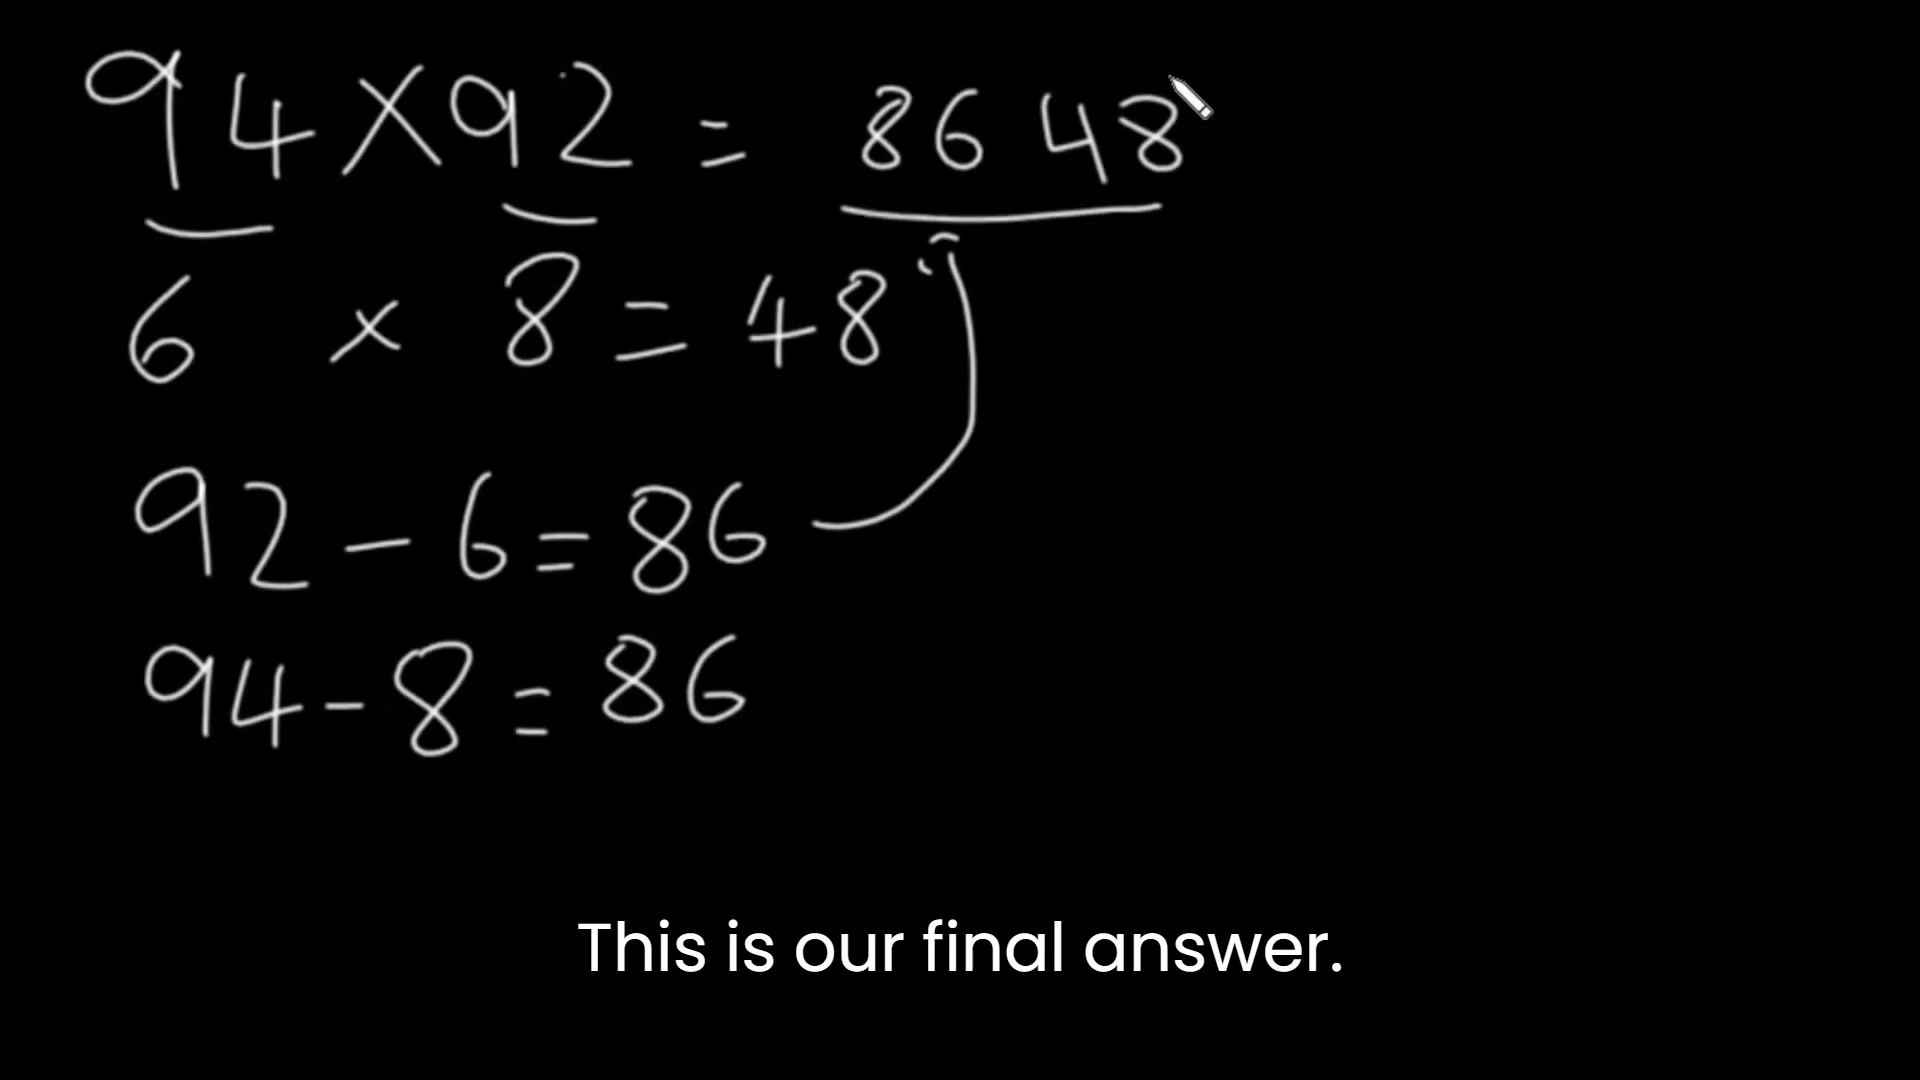 94 × 92 = 8648
6 × 8 = 48
92 - 6 = 86
94 - 8 = 86
This is our final answer.